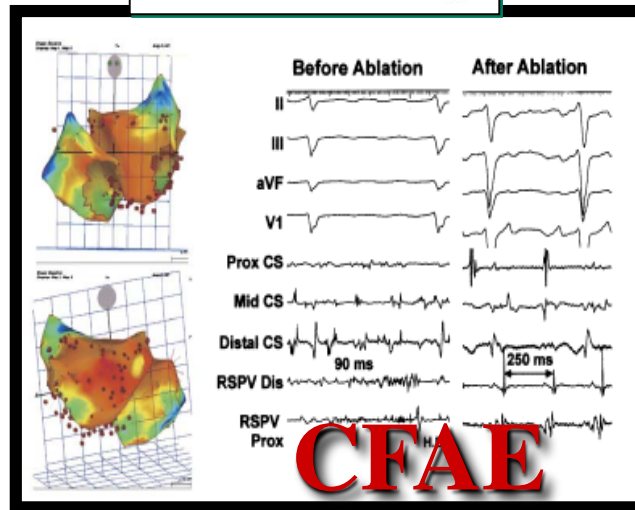 Before Ablation
After Ablation
II
III
aVF
V1
Prox CS
Mid CS
Distal CS
90 ms
250 ms
RSPV Dis
RSPV
Prox
CFAE